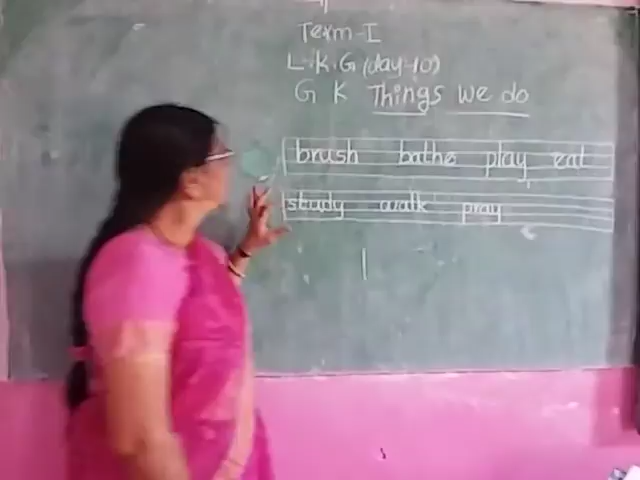 Term-I
L.K.G (day-10)
G K Things we do
brush bathe play eat
study walk pray